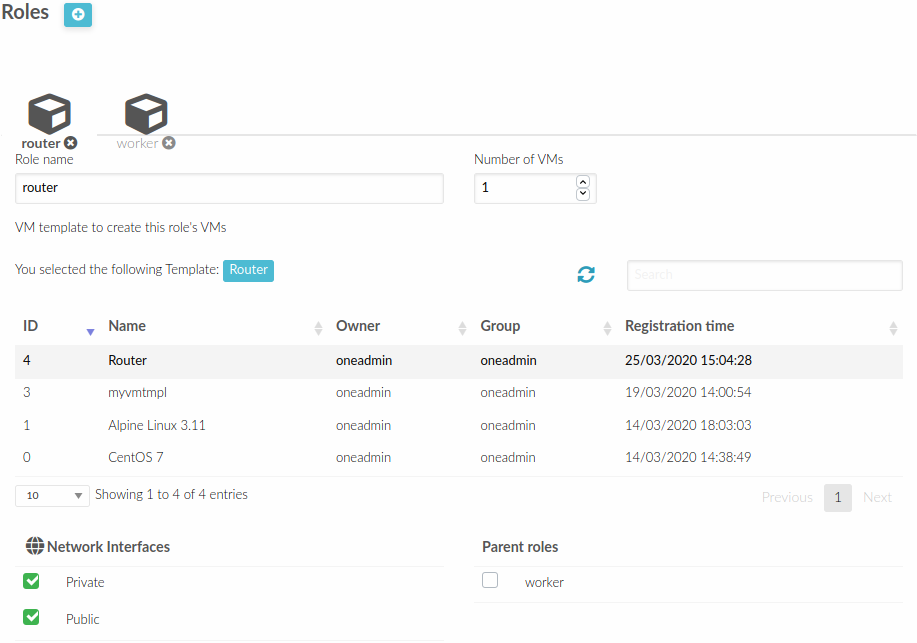 Roles
router worker
Role name Number of VMs
router 1
VM template to create this role's VMs
You selected the following Template: Router Search
ID Name Owner Group Registration time
4 Router oneadmin oneadmin 25/03/2020 15:04:28
3 myvmtmpl oneadmin oneadmin 19/03/2020 14:00:54
1 Alpine Linux 3.11 oneadmin oneadmin 14/03/2020 18:03:03
0 CentOS 7 oneadmin oneadmin 14/03/2020 14:38:49
10 Showing 1 to 4 of 4 entries Previous 1 Next
Network Interfaces Parent roles
Private worker
Public